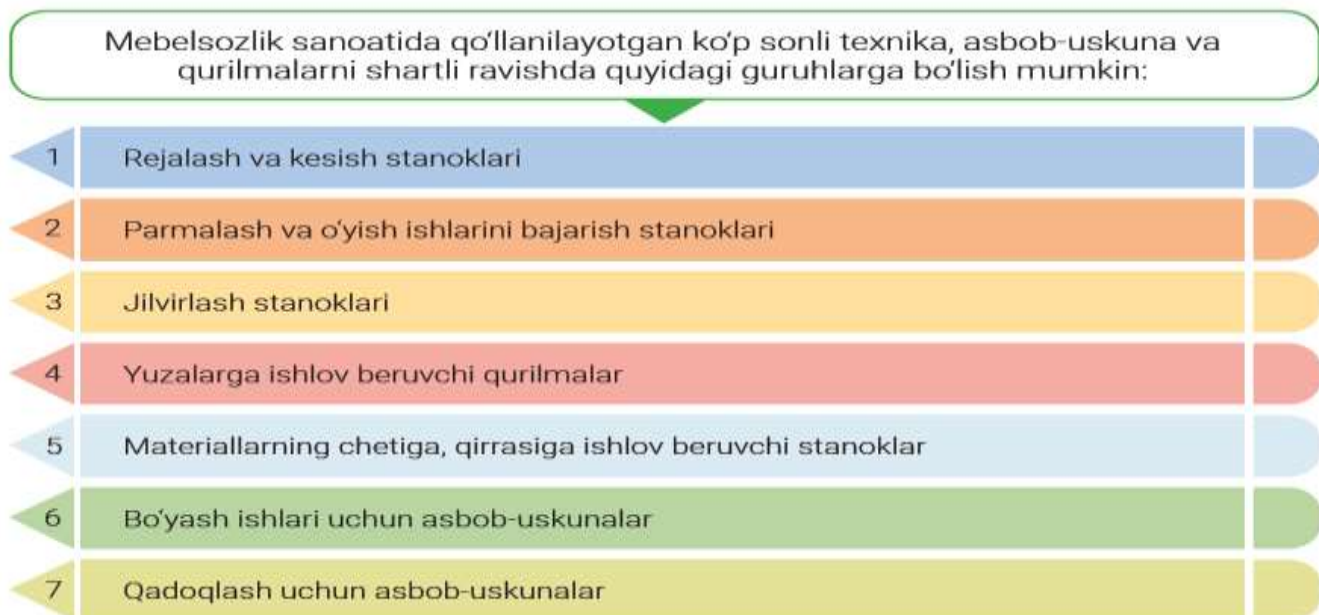 Mebelsozlik sanoatida qo‘llanilayotgan ko‘p sonli texnika, asbob-uskuna va
qurilmalarni shartli ravishda quyidagi guruhlarga bo‘lish mumkin:
1 Rejalash va kesish stanoklari
2 Parmalash va o‘yish ishlarini bajarish stanoklari
3 Jilvirlash stanoklari
4 Yuzalarga ishlov beruvchi qurilmalar
5 Materiallarning chetiga, qirrasiga ishlov beruvchi stanoklar
6 Bo‘yash ishlari uchun asbob-uskunalar
7 Qadoqlash uchun asbob-uskunalar